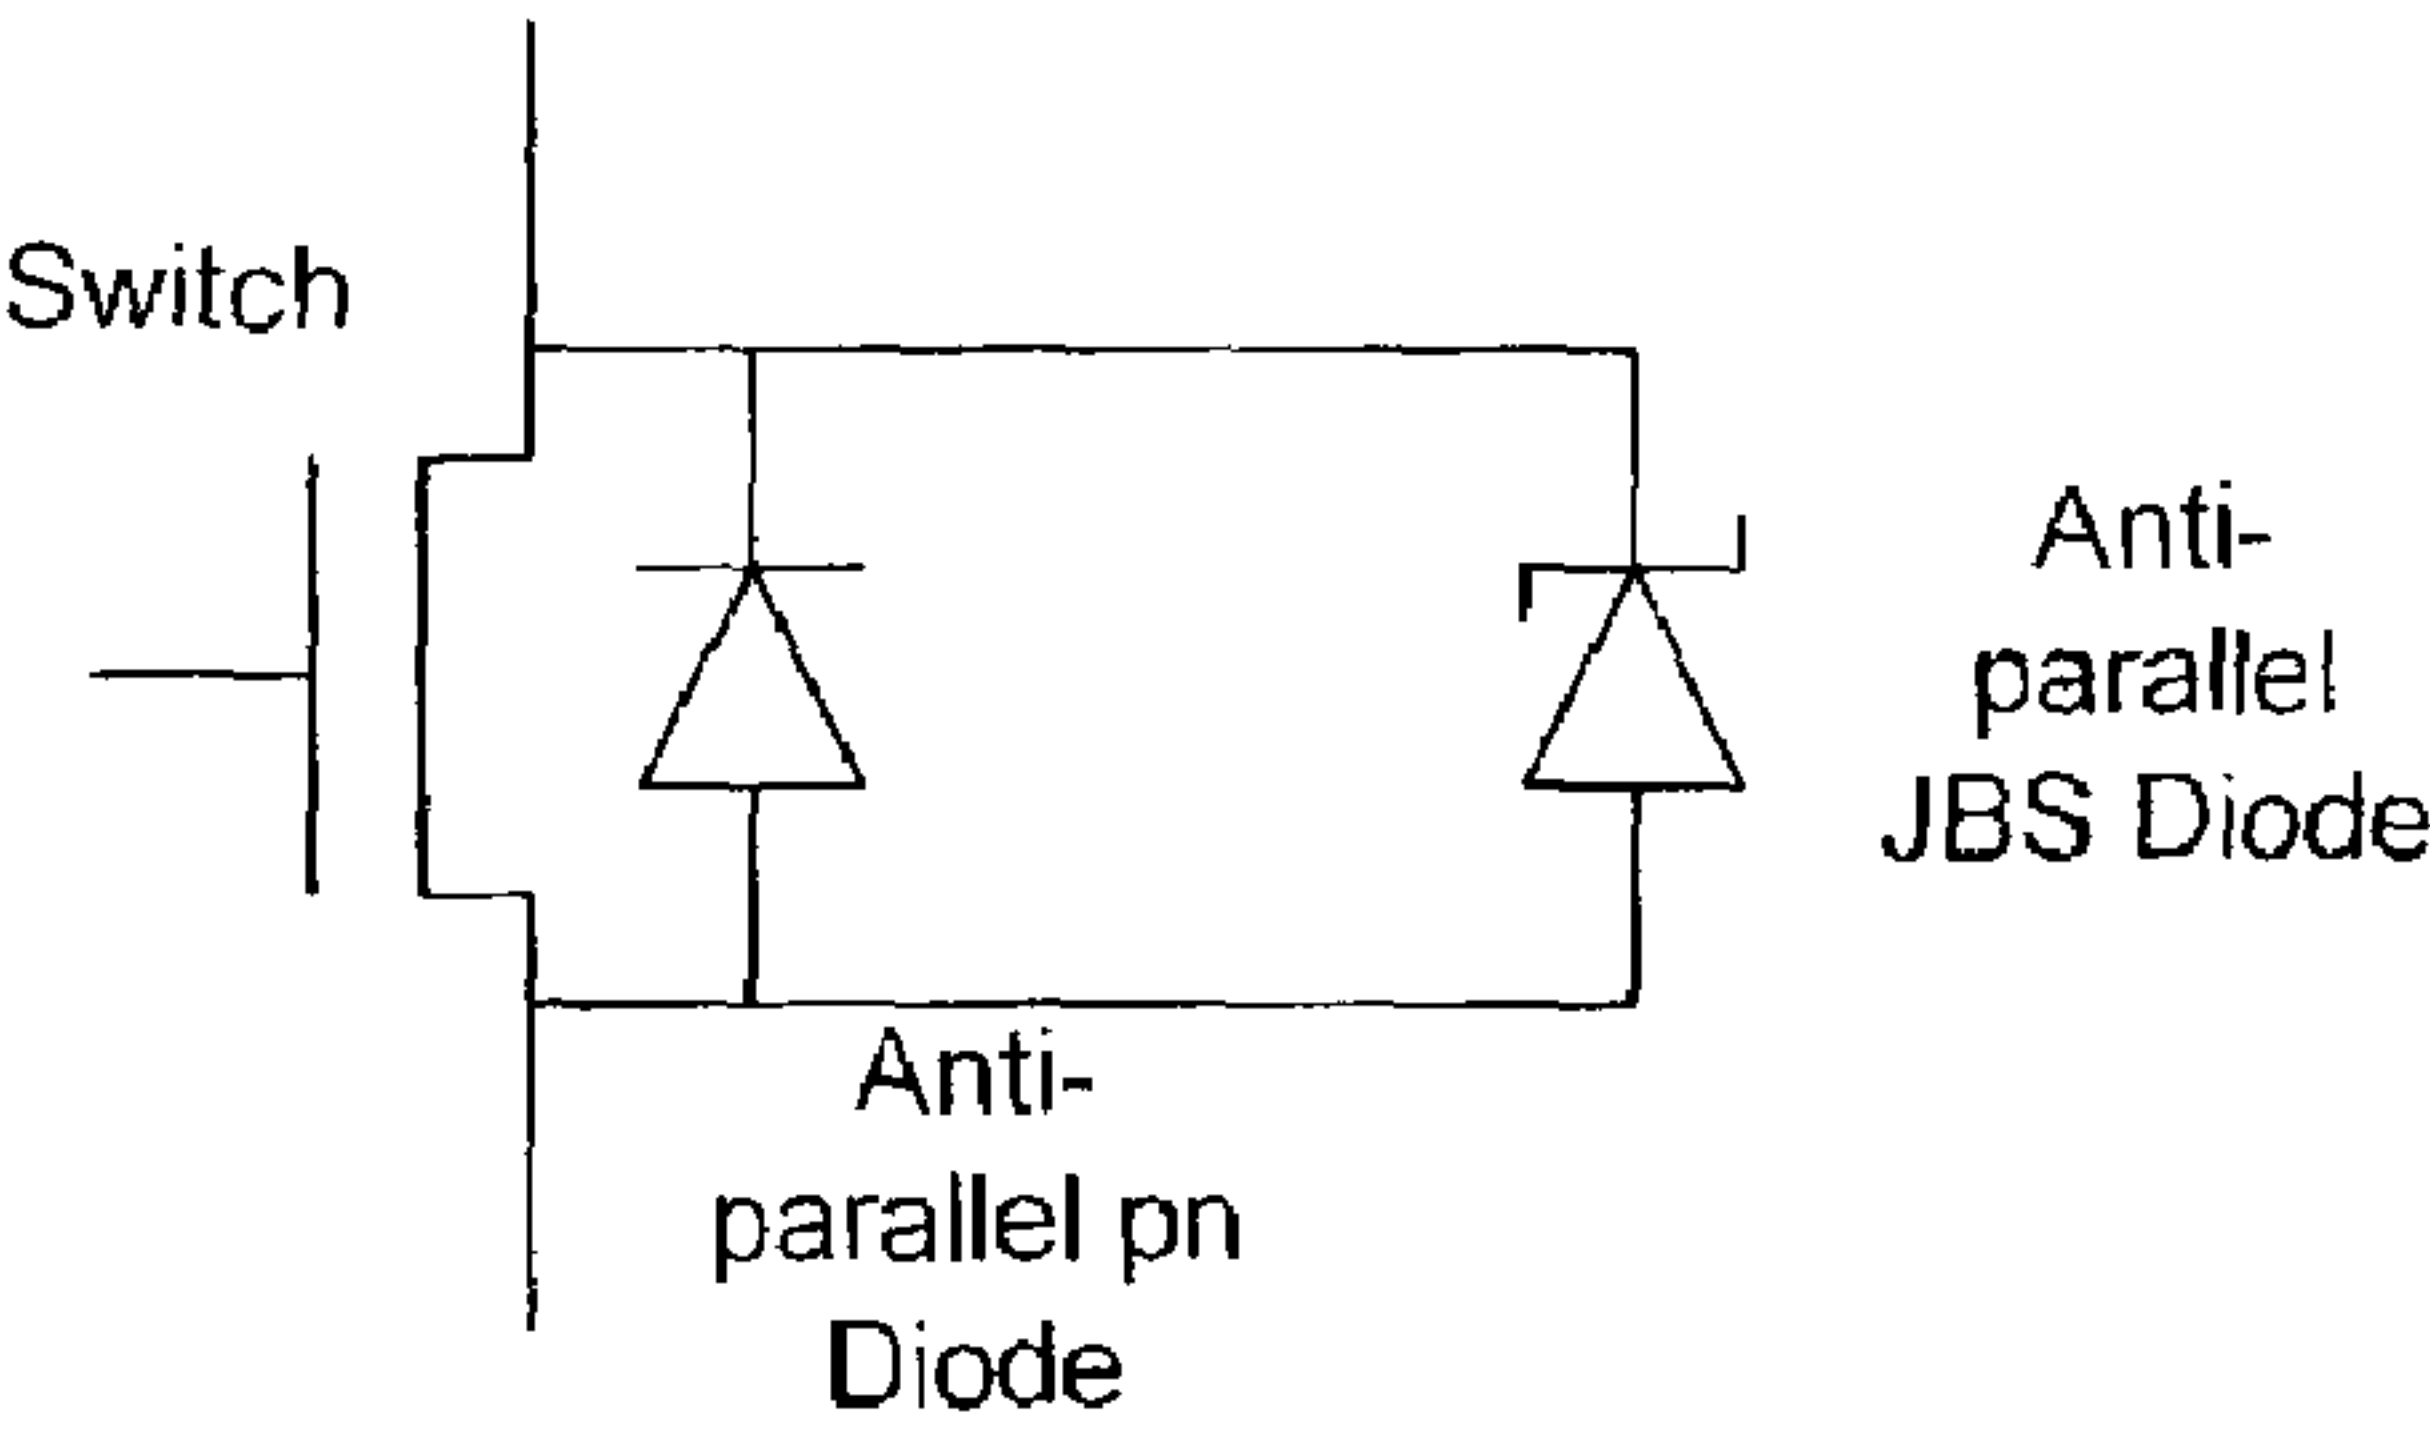 Switch
Anti-
parallel
JBS Diode
Anti-
parallel pn
Diode